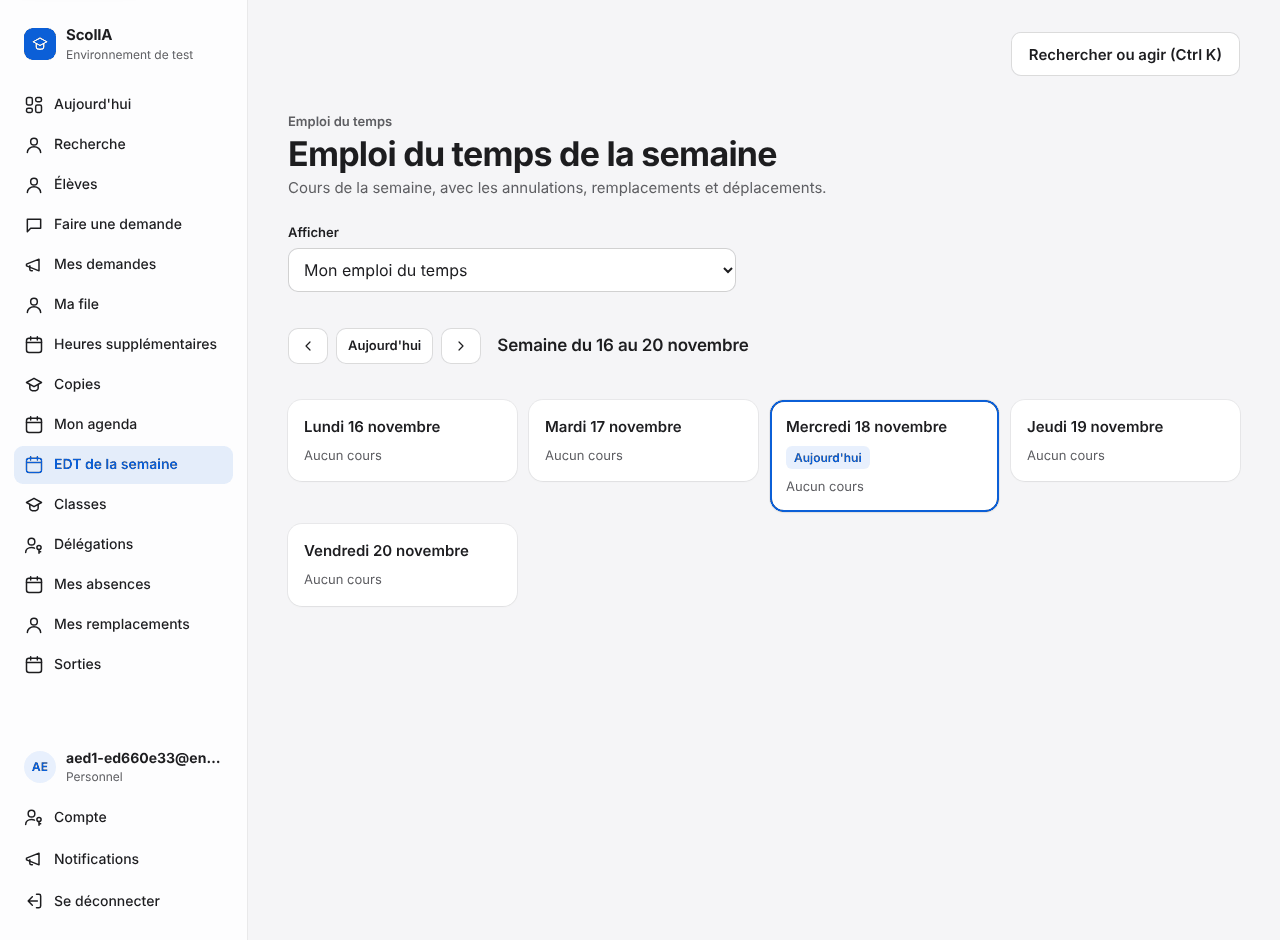 ScolIA
Environnement de test
Aujourd'hui
Recherche
Élèves
Faire une demande
Mes demandes
Ma file
Heures supplémentaires
Copies
Mon agenda
EDT de la semaine
Classes
Délégations
Mes absences
Mes remplacements
Sorties
AE
aed1-ed660e33@en...
Personnel
Compte
Notifications
Se déconnecter
Rechercher ou agir (Ctrl K)
Emploi du temps
Emploi du temps de la semaine
Cours de la semaine, avec les annulations, remplacements et déplacements.
Afficher
Mon emploi du temps
Aujourd'hui
Semaine du 16 au 20 novembre
Lundi 16 novembre
Aucun cours
Mardi 17 novembre
Aucun cours
Mercredi 18 novembre
Aujourd'hui
Aucun cours
Jeudi 19 novembre
Aucun cours
Vendredi 20 novembre
Aucun cours